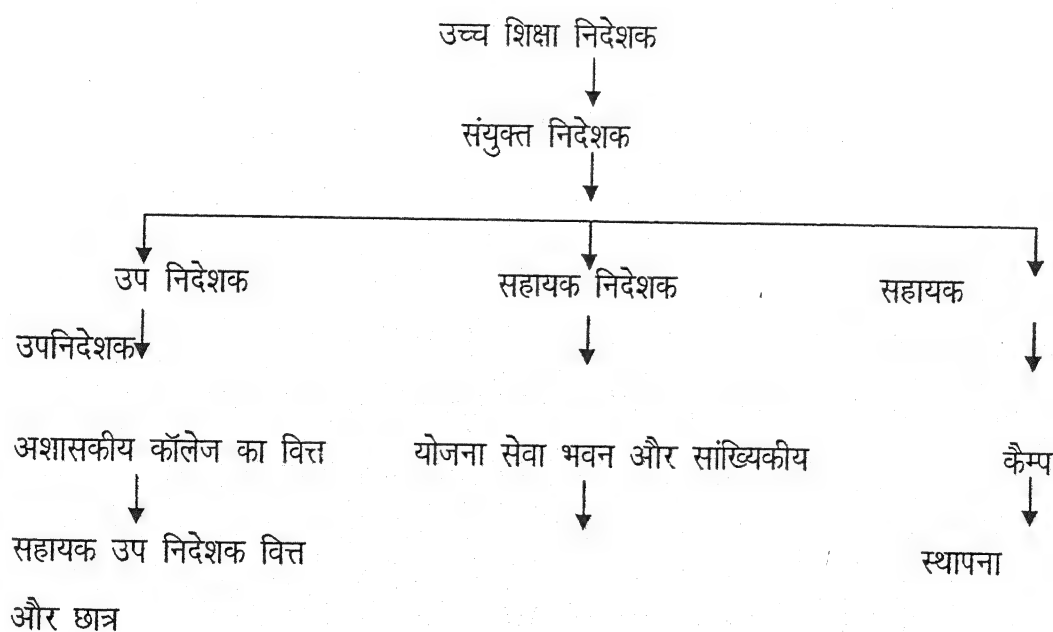 उच्च शिक्षा निदेशक
संयुक्त निदेशक
उप निदेशक सहायक निदेशक सहायक
उपनिदेशक
अशासकीय कॉलेज का वित्त योजना सेवा भवन और सांख्यिकीय कैम्प
सहायक उप निदेशक वित्त स्थापना
और छात्र